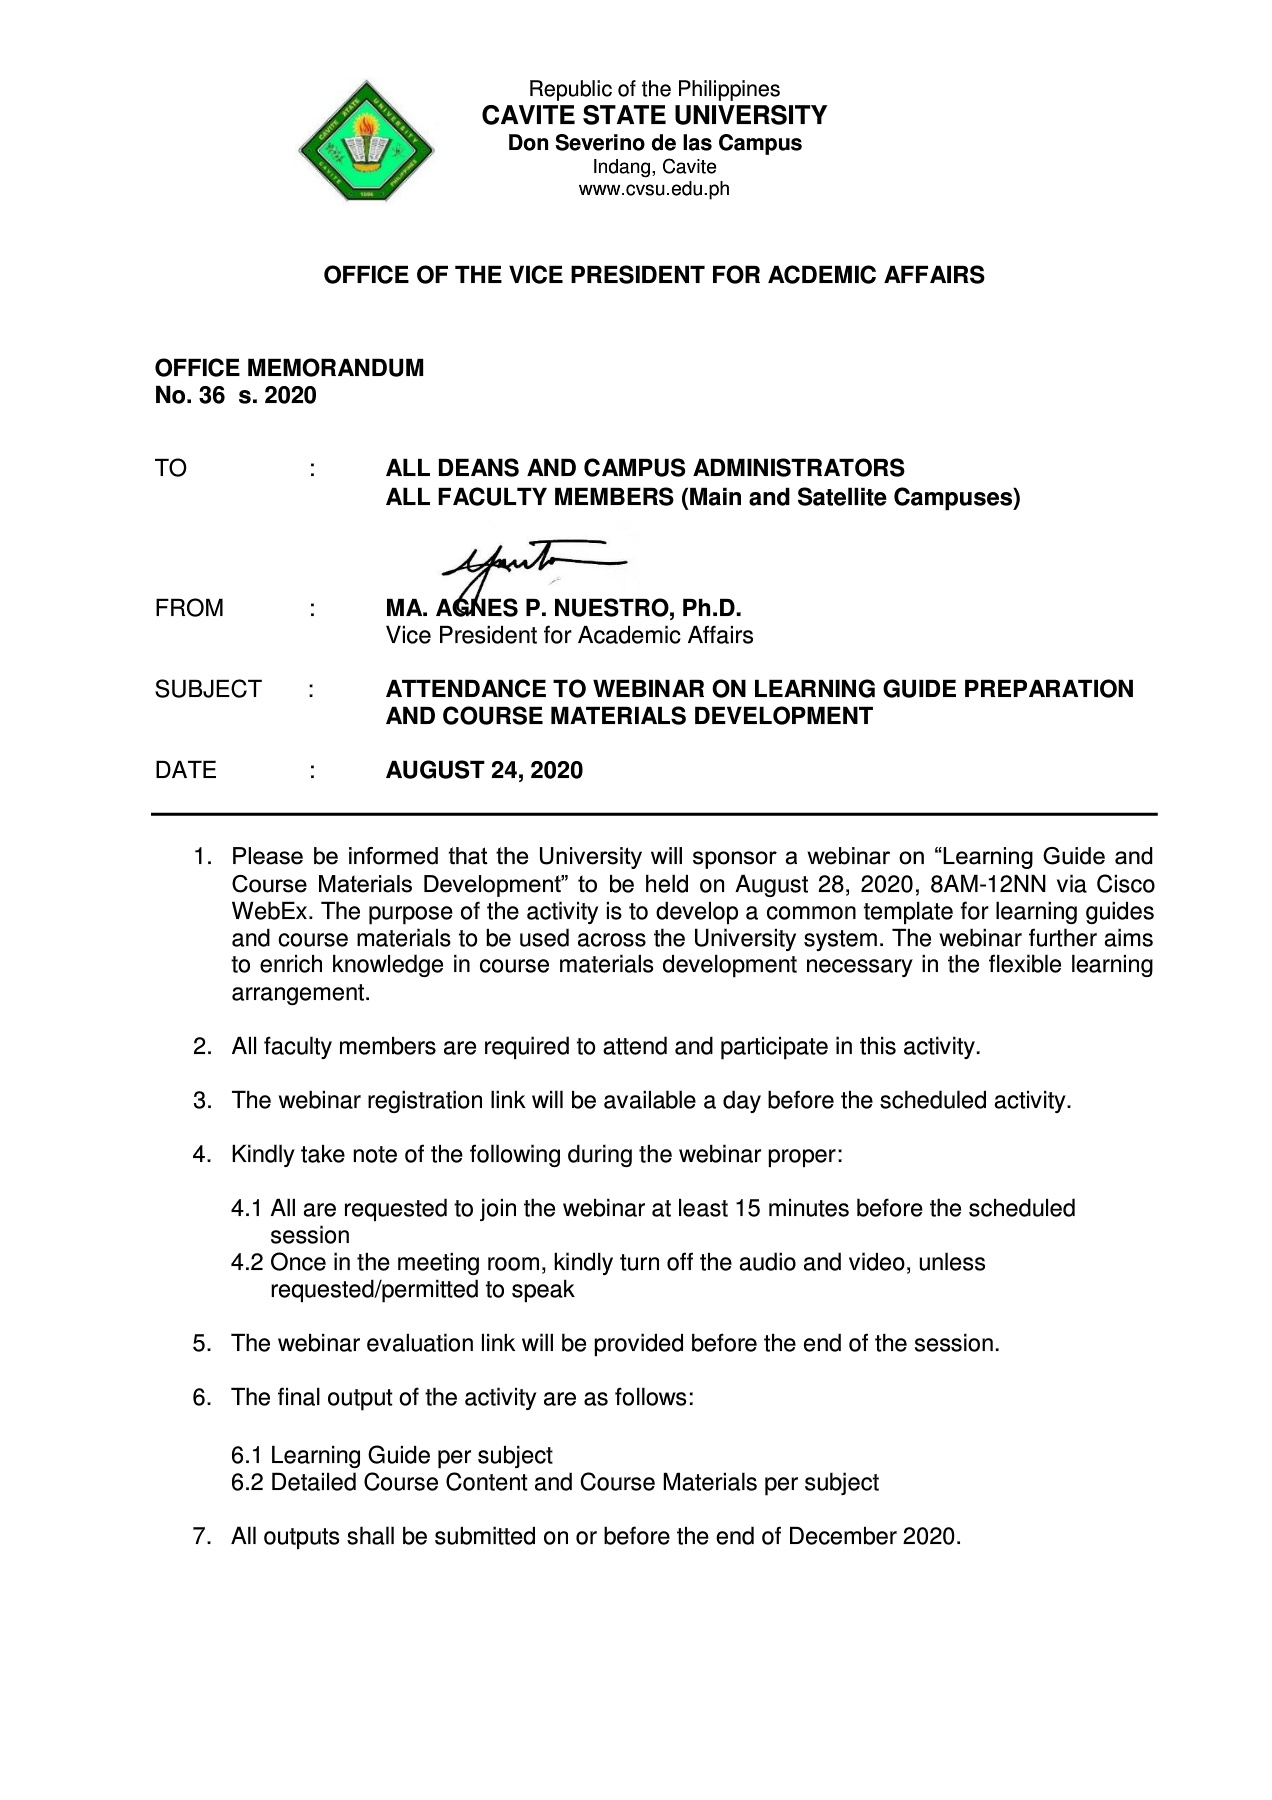 CAVITE STATE UNIVERSITY
CAVITE
PHILIPPINES
1906
Republic of the Philippines
CAVITE STATE UNIVERSITY
Don Severino de las Campus
Indang, Cavite
www.cvsu.edu.ph
OFFICE OF THE VICE PRESIDENT FOR ACDEMIC AFFAIRS
OFFICE MEMORANDUM
No. 36 s. 2020
TO : ALL DEANS AND CAMPUS ADMINISTRATORS
ALL FACULTY MEMBERS (Main and Satellite Campuses)
FROM : MA. AGNES P. NUESTRO, Ph.D.
Vice President for Academic Affairs
SUBJECT : ATTENDANCE TO WEBINAR ON LEARNING GUIDE PREPARATION
AND COURSE MATERIALS DEVELOPMENT
DATE : AUGUST 24, 2020
1. Please be informed that the University will sponsor a webinar on “Learning Guide and
Course Materials Development” to be held on August 28, 2020, 8AM-12NN via Cisco
WebEx. The purpose of the activity is to develop a common template for learning guides
and course materials to be used across the University system. The webinar further aims
to enrich knowledge in course materials development necessary in the flexible learning
arrangement.
2. All faculty members are required to attend and participate in this activity.
3. The webinar registration link will be available a day before the scheduled activity.
4. Kindly take note of the following during the webinar proper:
4.1 All are requested to join the webinar at least 15 minutes before the scheduled
session
4.2 Once in the meeting room, kindly turn off the audio and video, unless
requested/permitted to speak
5. The webinar evaluation link will be provided before the end of the session.
6. The final output of the activity are as follows:
6.1 Learning Guide per subject
6.2 Detailed Course Content and Course Materials per subject
7. All outputs shall be submitted on or before the end of December 2020.